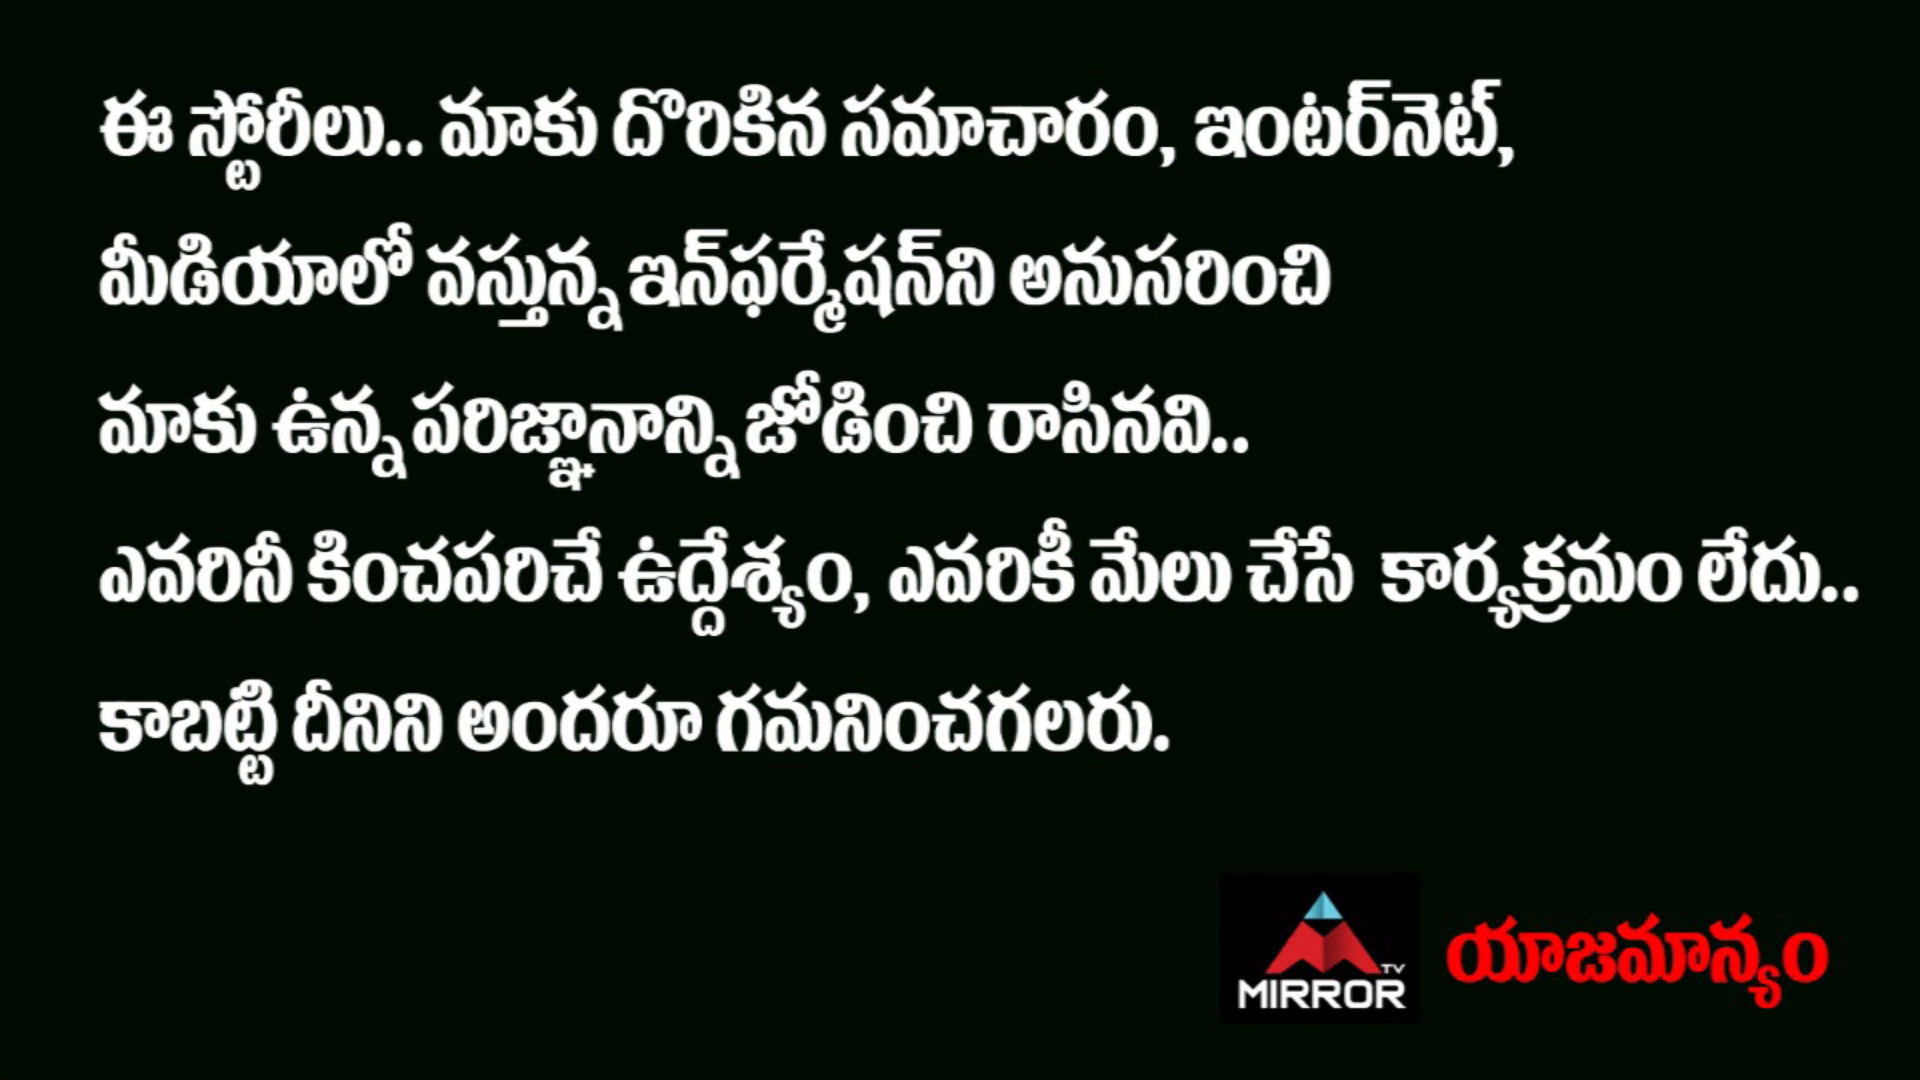 ఈ స్టోరీలు.. మాకు దొరికిన సమాచారం, ఇంటర్‌నెట్,
మీడియాలో వస్తున్న ఇన్‌ఫర్మేషన్‌ని అనుసరించి
మాకు ఉన్న పరిజ్ఞానాన్ని జోడించి రాసినవి..
ఎవరినీ కించపరిచే ఉద్దేశ్యం, ఎవరికీ మేలు చేసే కార్యక్రమం లేదు..
కాబట్టి దీనిని అందరూ గమనించగలరు.
TV
MIRROR
యాజమాన్యం